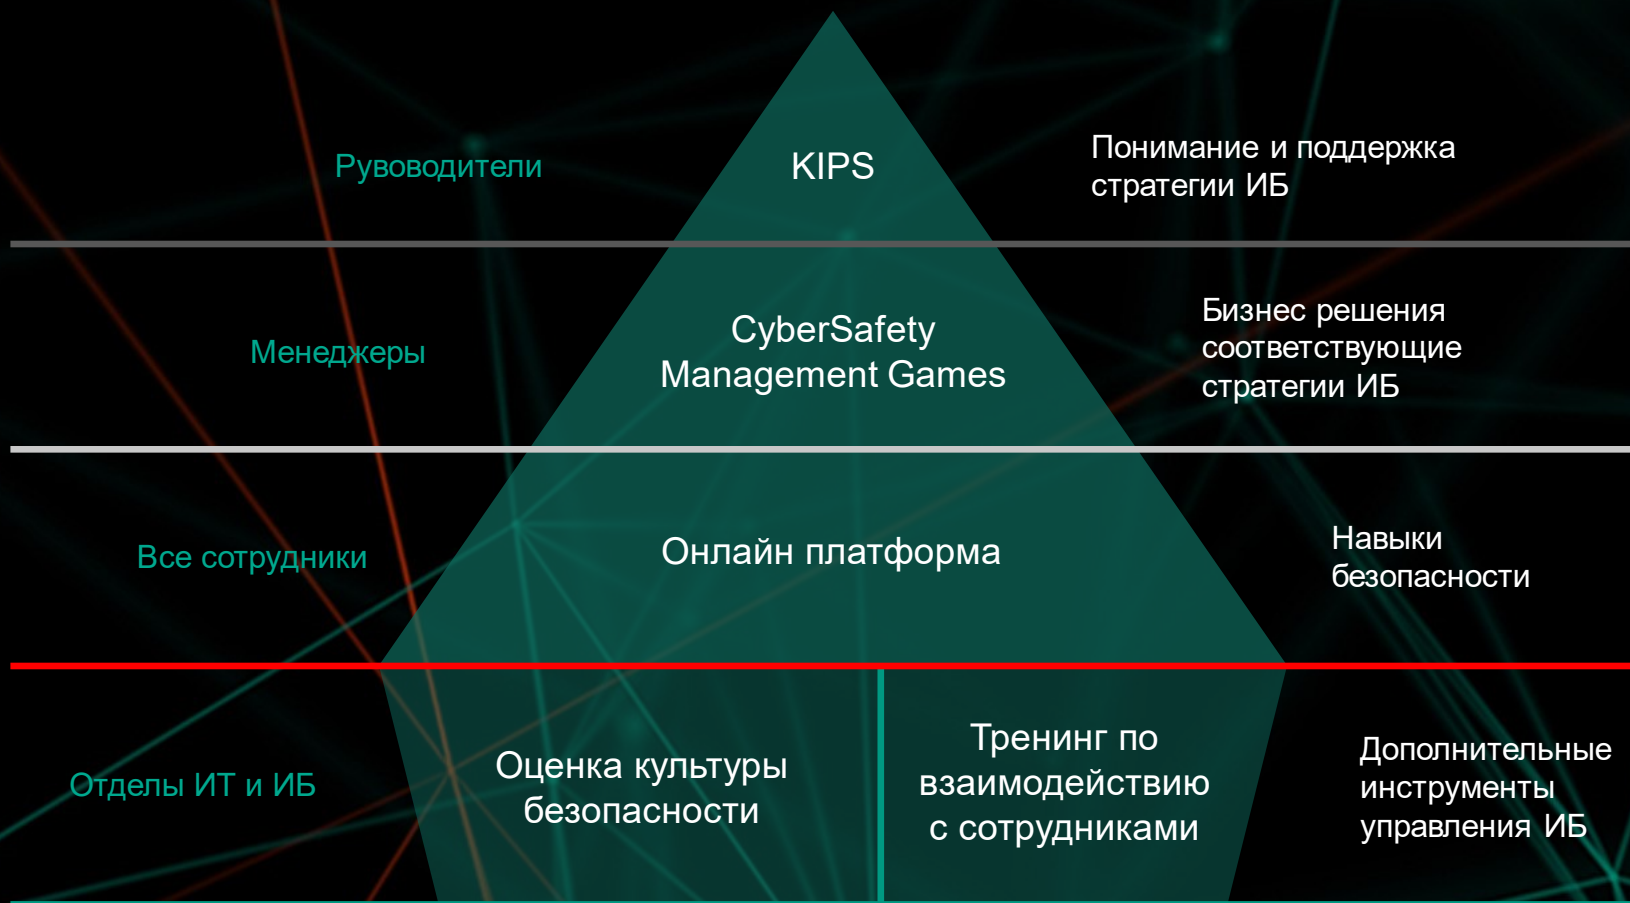 Рувоводители
KIPS
Понимание и поддержка
стратегии ИБ
Менеджеры
CyberSafety
Management Games
Бизнес решения
соответствующие
стратегии ИБ
Все сотрудники
Онлайн платформа
Навыки
безопасности
Отделы ИТ и ИБ
Оценка культуры
безопасности
Тренинг по
взаимодействию
с сотрудниками
Дополнительные
инструменты
управления ИБ